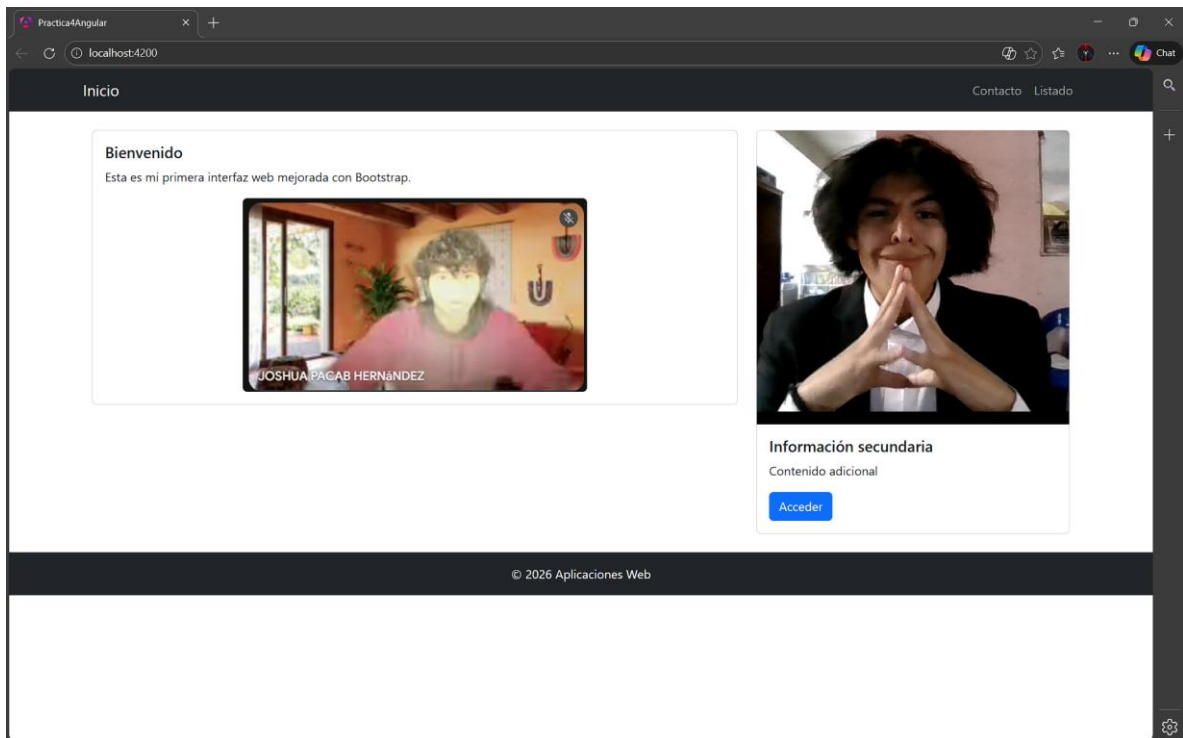 Practica4Angular
localhost:4200
Chat
Inicio
Contacto Listado
Bienvenido
Esta es mi primera interfaz web mejorada con Bootstrap.
JOSHUA PACAB HERNáNDEZ
Información secundaria
Contenido adicional
Acceder
© 2026 Aplicaciones Web